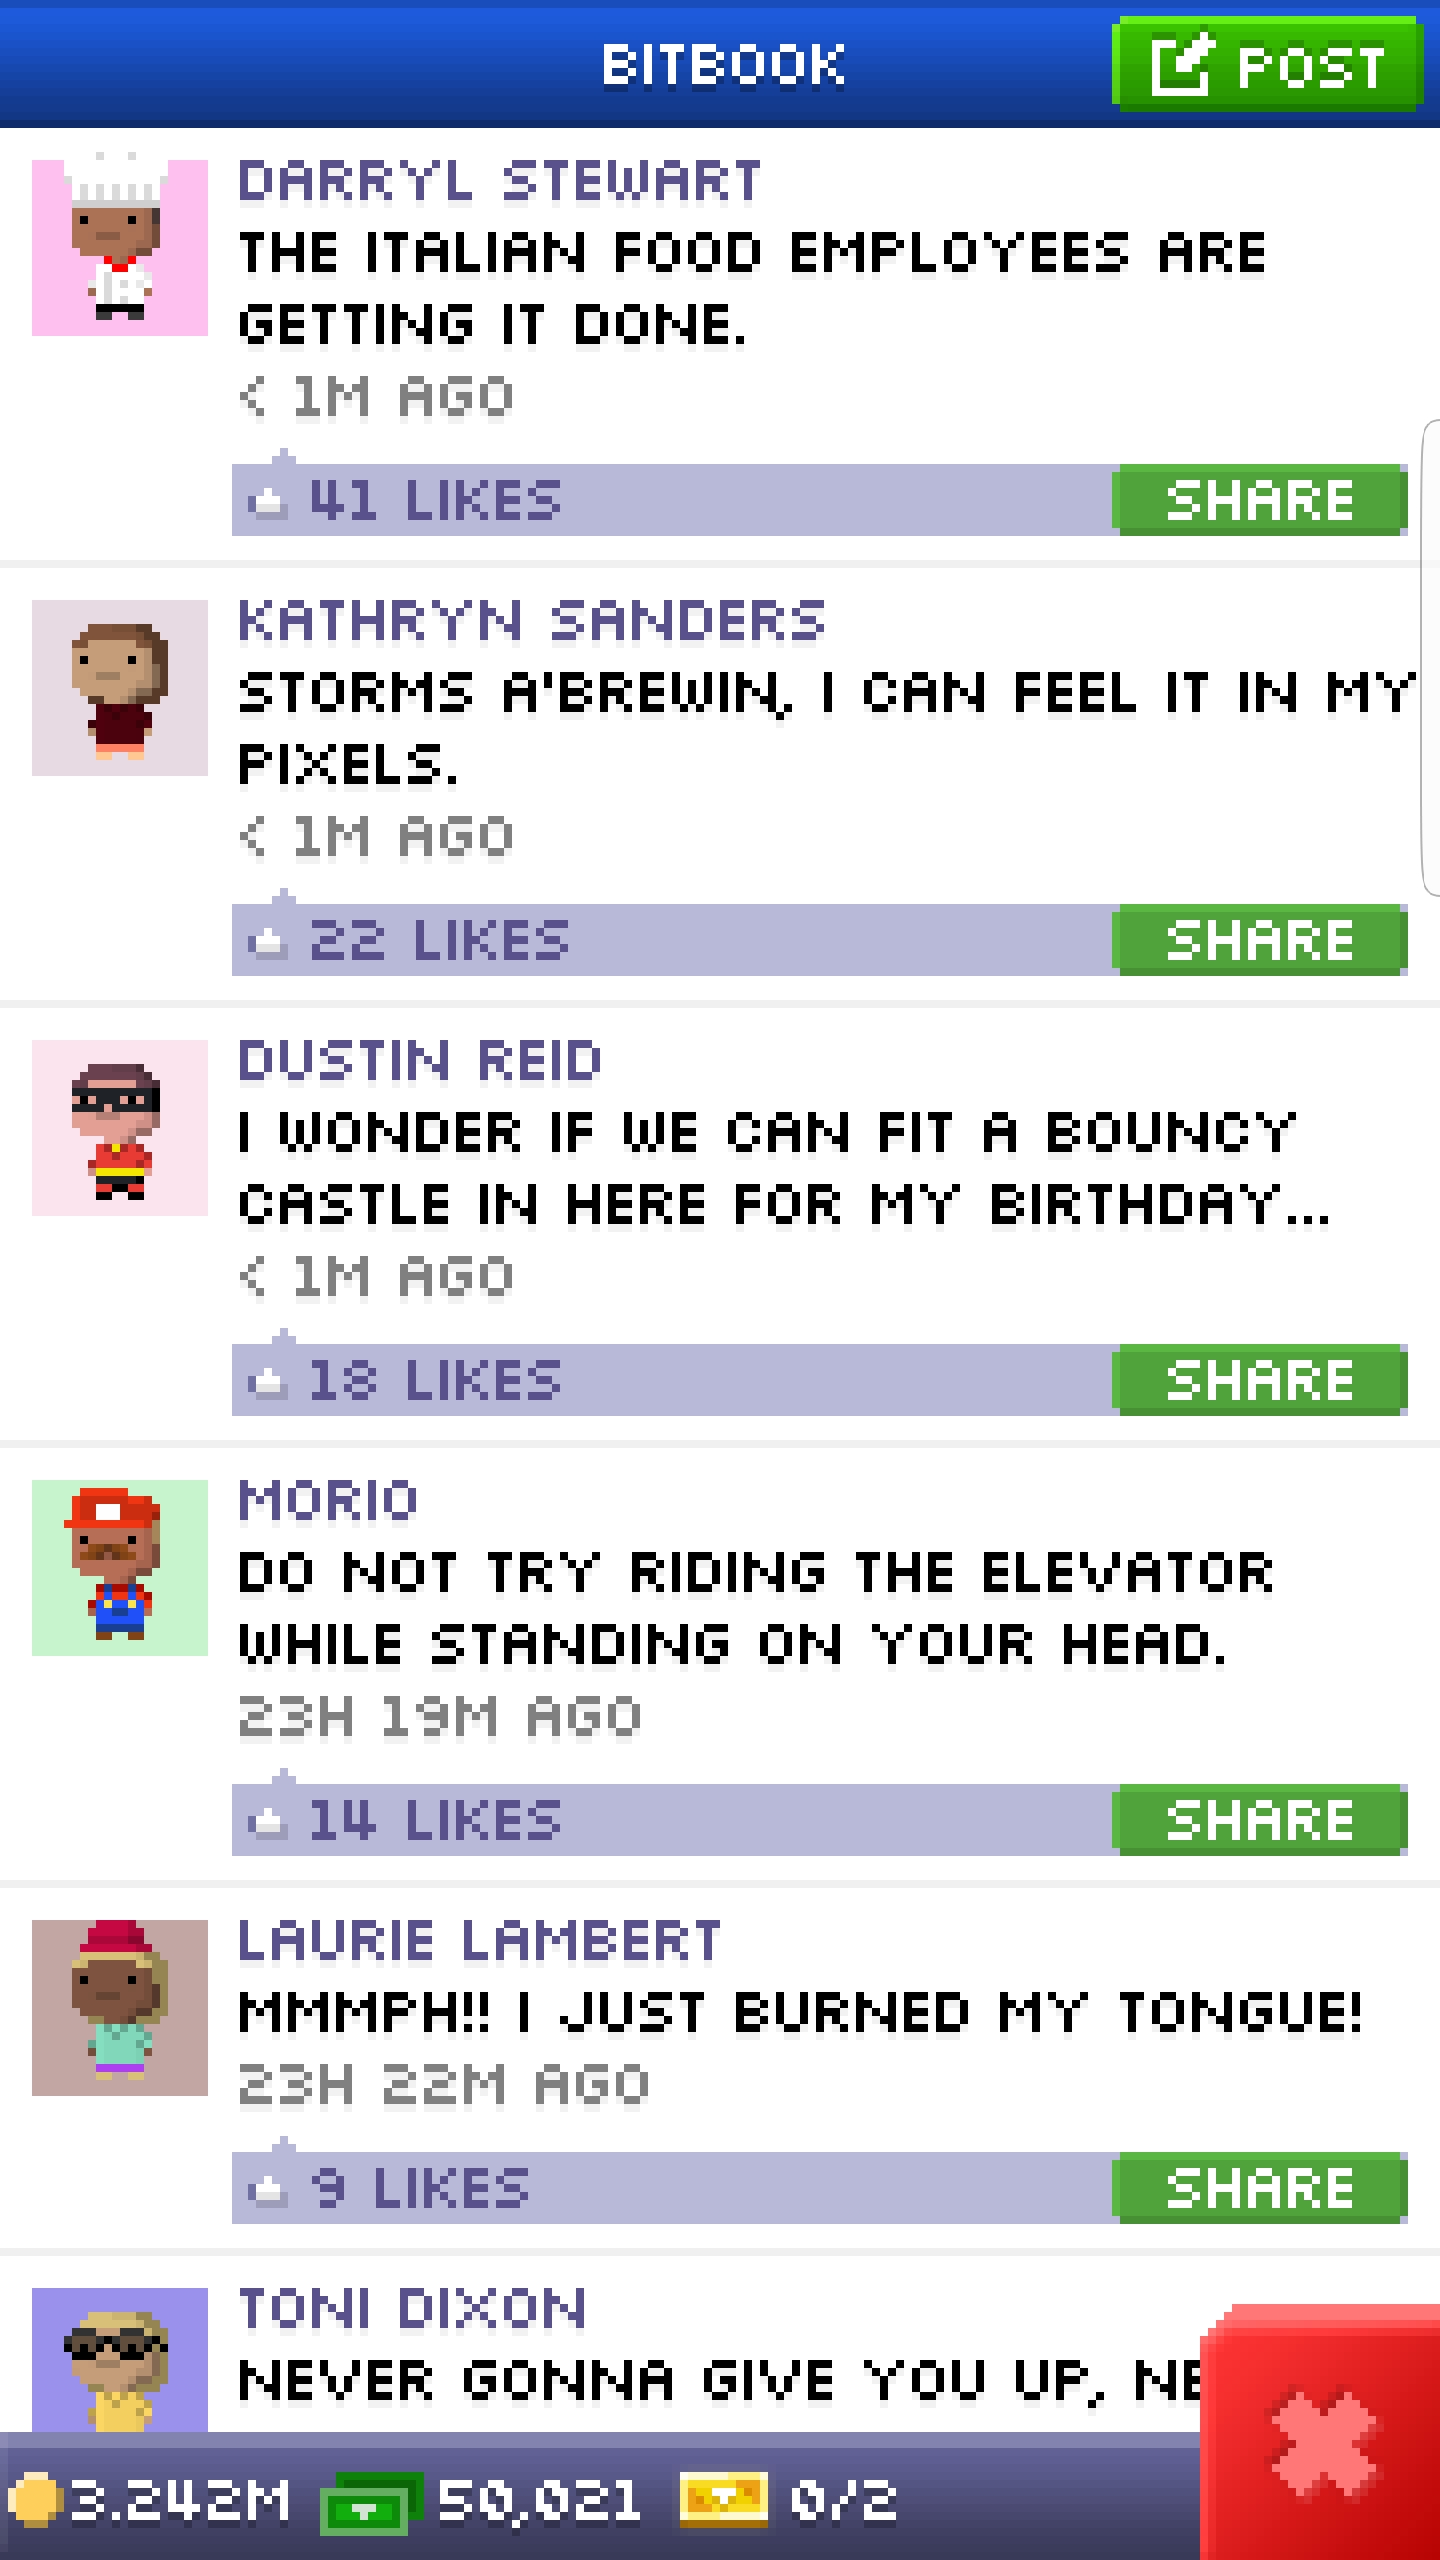 BITBOOK
POST
DARRYL STEWART
THE ITALIAN FOOD EMPLOYEES ARE
GETTING IT DONE.
< 1M AGO
41 LIKES
SHARE
KATHRYN SANDERS
STORMS A'BREWIN, I CAN FEEL IT IN MY
PIXELS.
< 1M AGO
22 LIKES
SHARE
DUSTIN REID
I WONDER IF WE CAN FIT A BOUNCY
CASTLE IN HERE FOR MY BIRTHDAY...
< 1M AGO
18 LIKES
SHARE
MORIO
DO NOT TRY RIDING THE ELEVATOR
WHILE STANDING ON YOUR HEAD.
23H 19M AGO
14 LIKES
SHARE
LAURIE LAMBERT
MMMPH!! I JUST BURNED MY TONGUE!
23H 22M AGO
9 LIKES
SHARE
TONI DIXON
NEVER GONNA GIVE YOU UP, NE
3.242M 50,021 0/2